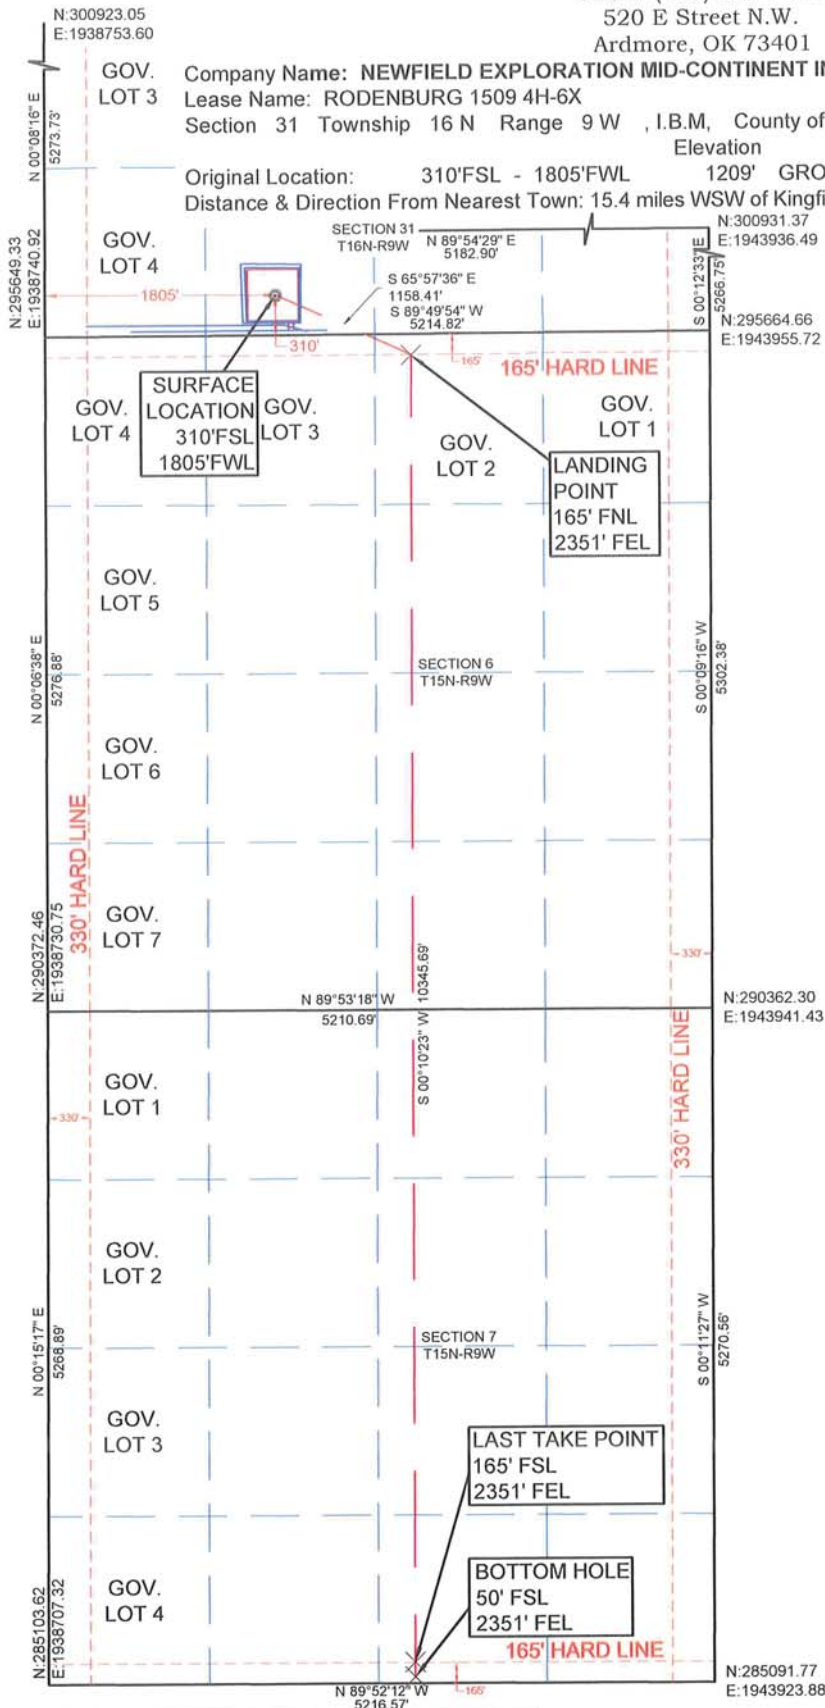 520 E Street N.W.
Ardmore, OK 73401
N:300923.05
E:1938753.60
Company Name: NEWFIELD EXPLORATION MID-CONTINENT
Lease Name: RODENBURG 1509 4H-6X
Section 31 Township 16 N Range 9 W , I.B.M, County of
Elevation
Original Location: 310'FSL - 1805'FWL 1209'
Distance & Direction From Nearest Town: 15.4 miles WSW of
GOV.
LOT 3
N 00°08'16" E
5273.73'
SECTION 31
T16N-R9W
N 89°54'29" E
5182.90'
N:300931.37
E:1943936.49
GOV.
LOT 4
N:295649.33
E:1938740.92
1805'
S 65°57'36" E
1158.41'
S 89°49'54" W
5214.82'
S 00°12'33" E
5266.75'
N:295664.66
E:1943955.72
310'
165'
165' HARD LINE
SURFACE
LOCATION
310'FSL
1805'FWL
GOV.
LOT 4
GOV.
LOT 3
GOV.
LOT 2
GOV.
LOT 1
LANDING
POINT
165' FNL
2351' FEL
GOV.
LOT 5
N 00°06'38" E
5276.88'
SECTION 6
T15N-R9W
S 00°09'16" W
5302.38'
GOV.
LOT 6
330' HARD LINE
GOV.
LOT 7
330'
N:290372.46
E:1938730.75
N 89°53'18" W
5210.69'
S 00°10'23" W 10345.69'
N:290362.30
E:1943941.43
330' HARD LINE
GOV.
LOT 1
330'
GOV.
LOT 2
N 00°15'17" E
5268.89'
SECTION 7
T15N-R9W
S 00°11'27" W
5270.56'
GOV.
LOT 3
LAST TAKE POINT
165' FSL
2351' FEL
GOV.
LOT 4
BOTTOM HOLE
50' FSL
2351' FEL
165' HARD LINE
N:285103.62
E:1938707.32
N 89°52'12" W
5216.57'
165'
N:285091.77
E:1943923.88